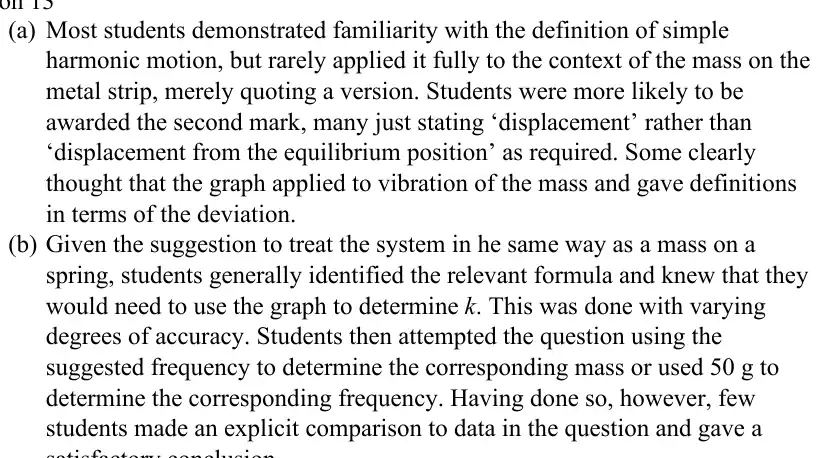 on 13
(a) Most students demonstrated familiarity with the definition of simple
harmonic motion, but rarely applied it fully to the context of the mass on the
metal strip, merely quoting a version. Students were more likely to be
awarded the second mark, many just stating ‘displacement’ rather than
‘displacement from the equilibrium position’ as required. Some clearly
thought that the graph applied to vibration of the mass and gave definitions
in terms of the deviation.
(b) Given the suggestion to treat the system in he same way as a mass on a
spring, students generally identified the relevant formula and knew that they
would need to use the graph to determine k. This was done with varying
degrees of accuracy. Students then attempted the question using the
suggested frequency to determine the corresponding mass or used 50 g to
determine the corresponding frequency. Having done so, however, few
students made an explicit comparison to data in the question and gave a
satisfactory conclusion